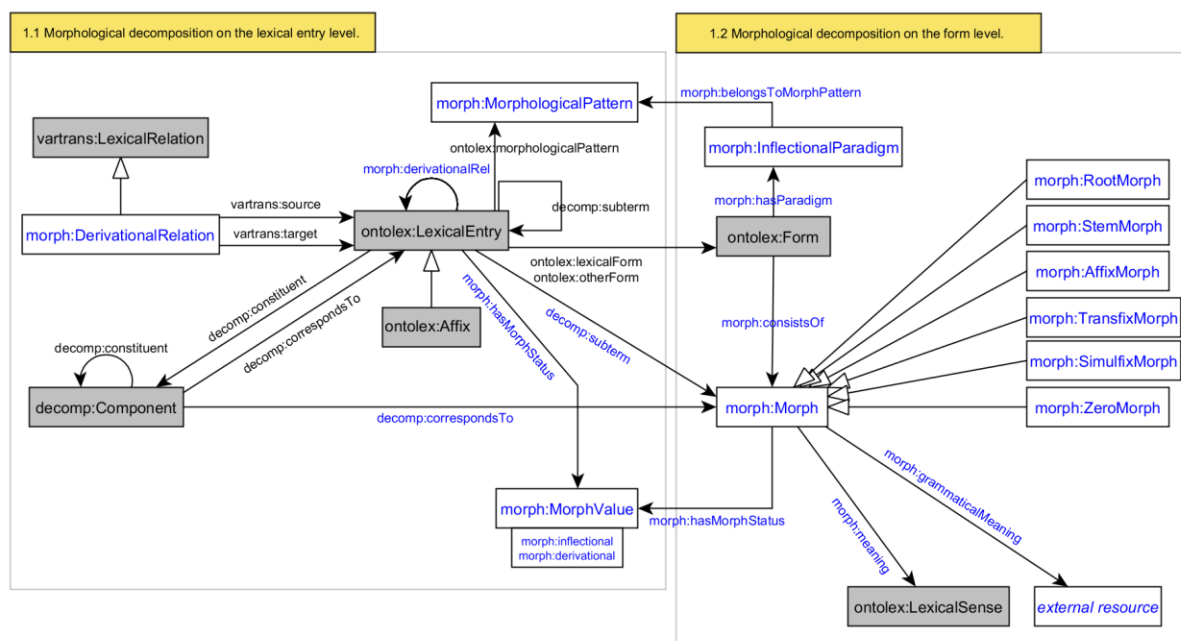 1.1 Morphological decomposition on the lexical entry level.
1.2 Morphological decomposition on the form level.
morph:MorphologicalPattern
morph:belongsToMorphPattern
vartrans:LexicalRelation
ontolex:morphologicalPattern
morph:InflectionalParadigm
morph:derivationalRel
morph:RootMorph
vartrans:source
decomp:subterm
morph:hasParadigm
morph:StemMorph
morph:DerivationalRelation
ontolex:LexicalEntry
ontolex:Form
vartrans:target
ontolex:lexicalForm
ontolex:otherForm
morph:AffixMorph
decomp:constituent
decomp:correspondsTo
ontolex:Affix
morph:hasMorphStatus
decomp:subterm
morph:consistsOf
morph:TransfixMorph
decomp:constituent
morph:SimulfixMorph
decomp:Component
decomp:correspondsTo
morph:Morph
morph:ZeroMorph
morph:MorphValue
morph:hasMorphStatus
morph:inflectional
morph:derivational
morph:meaning
morph:grammaticalMeaning
ontolex:LexicalSense
external resource